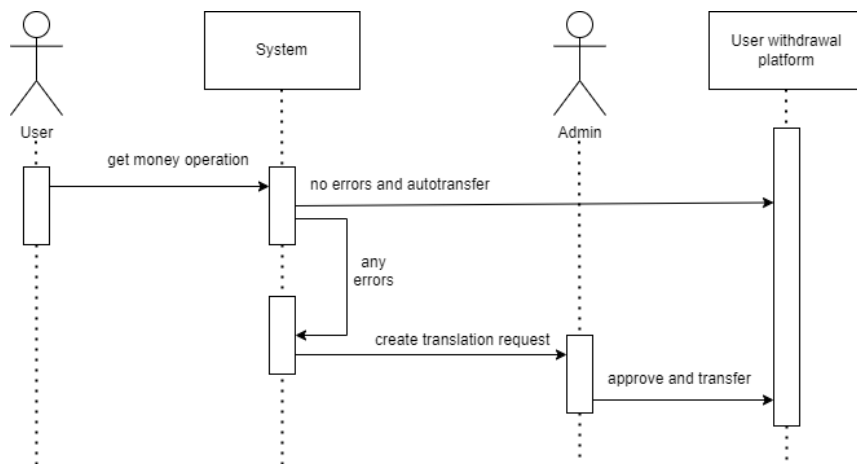 System
User withdrawal
platform
User
Admin
get money operation
no errors and autotransfer
any
errors
create translation request
approve and transfer